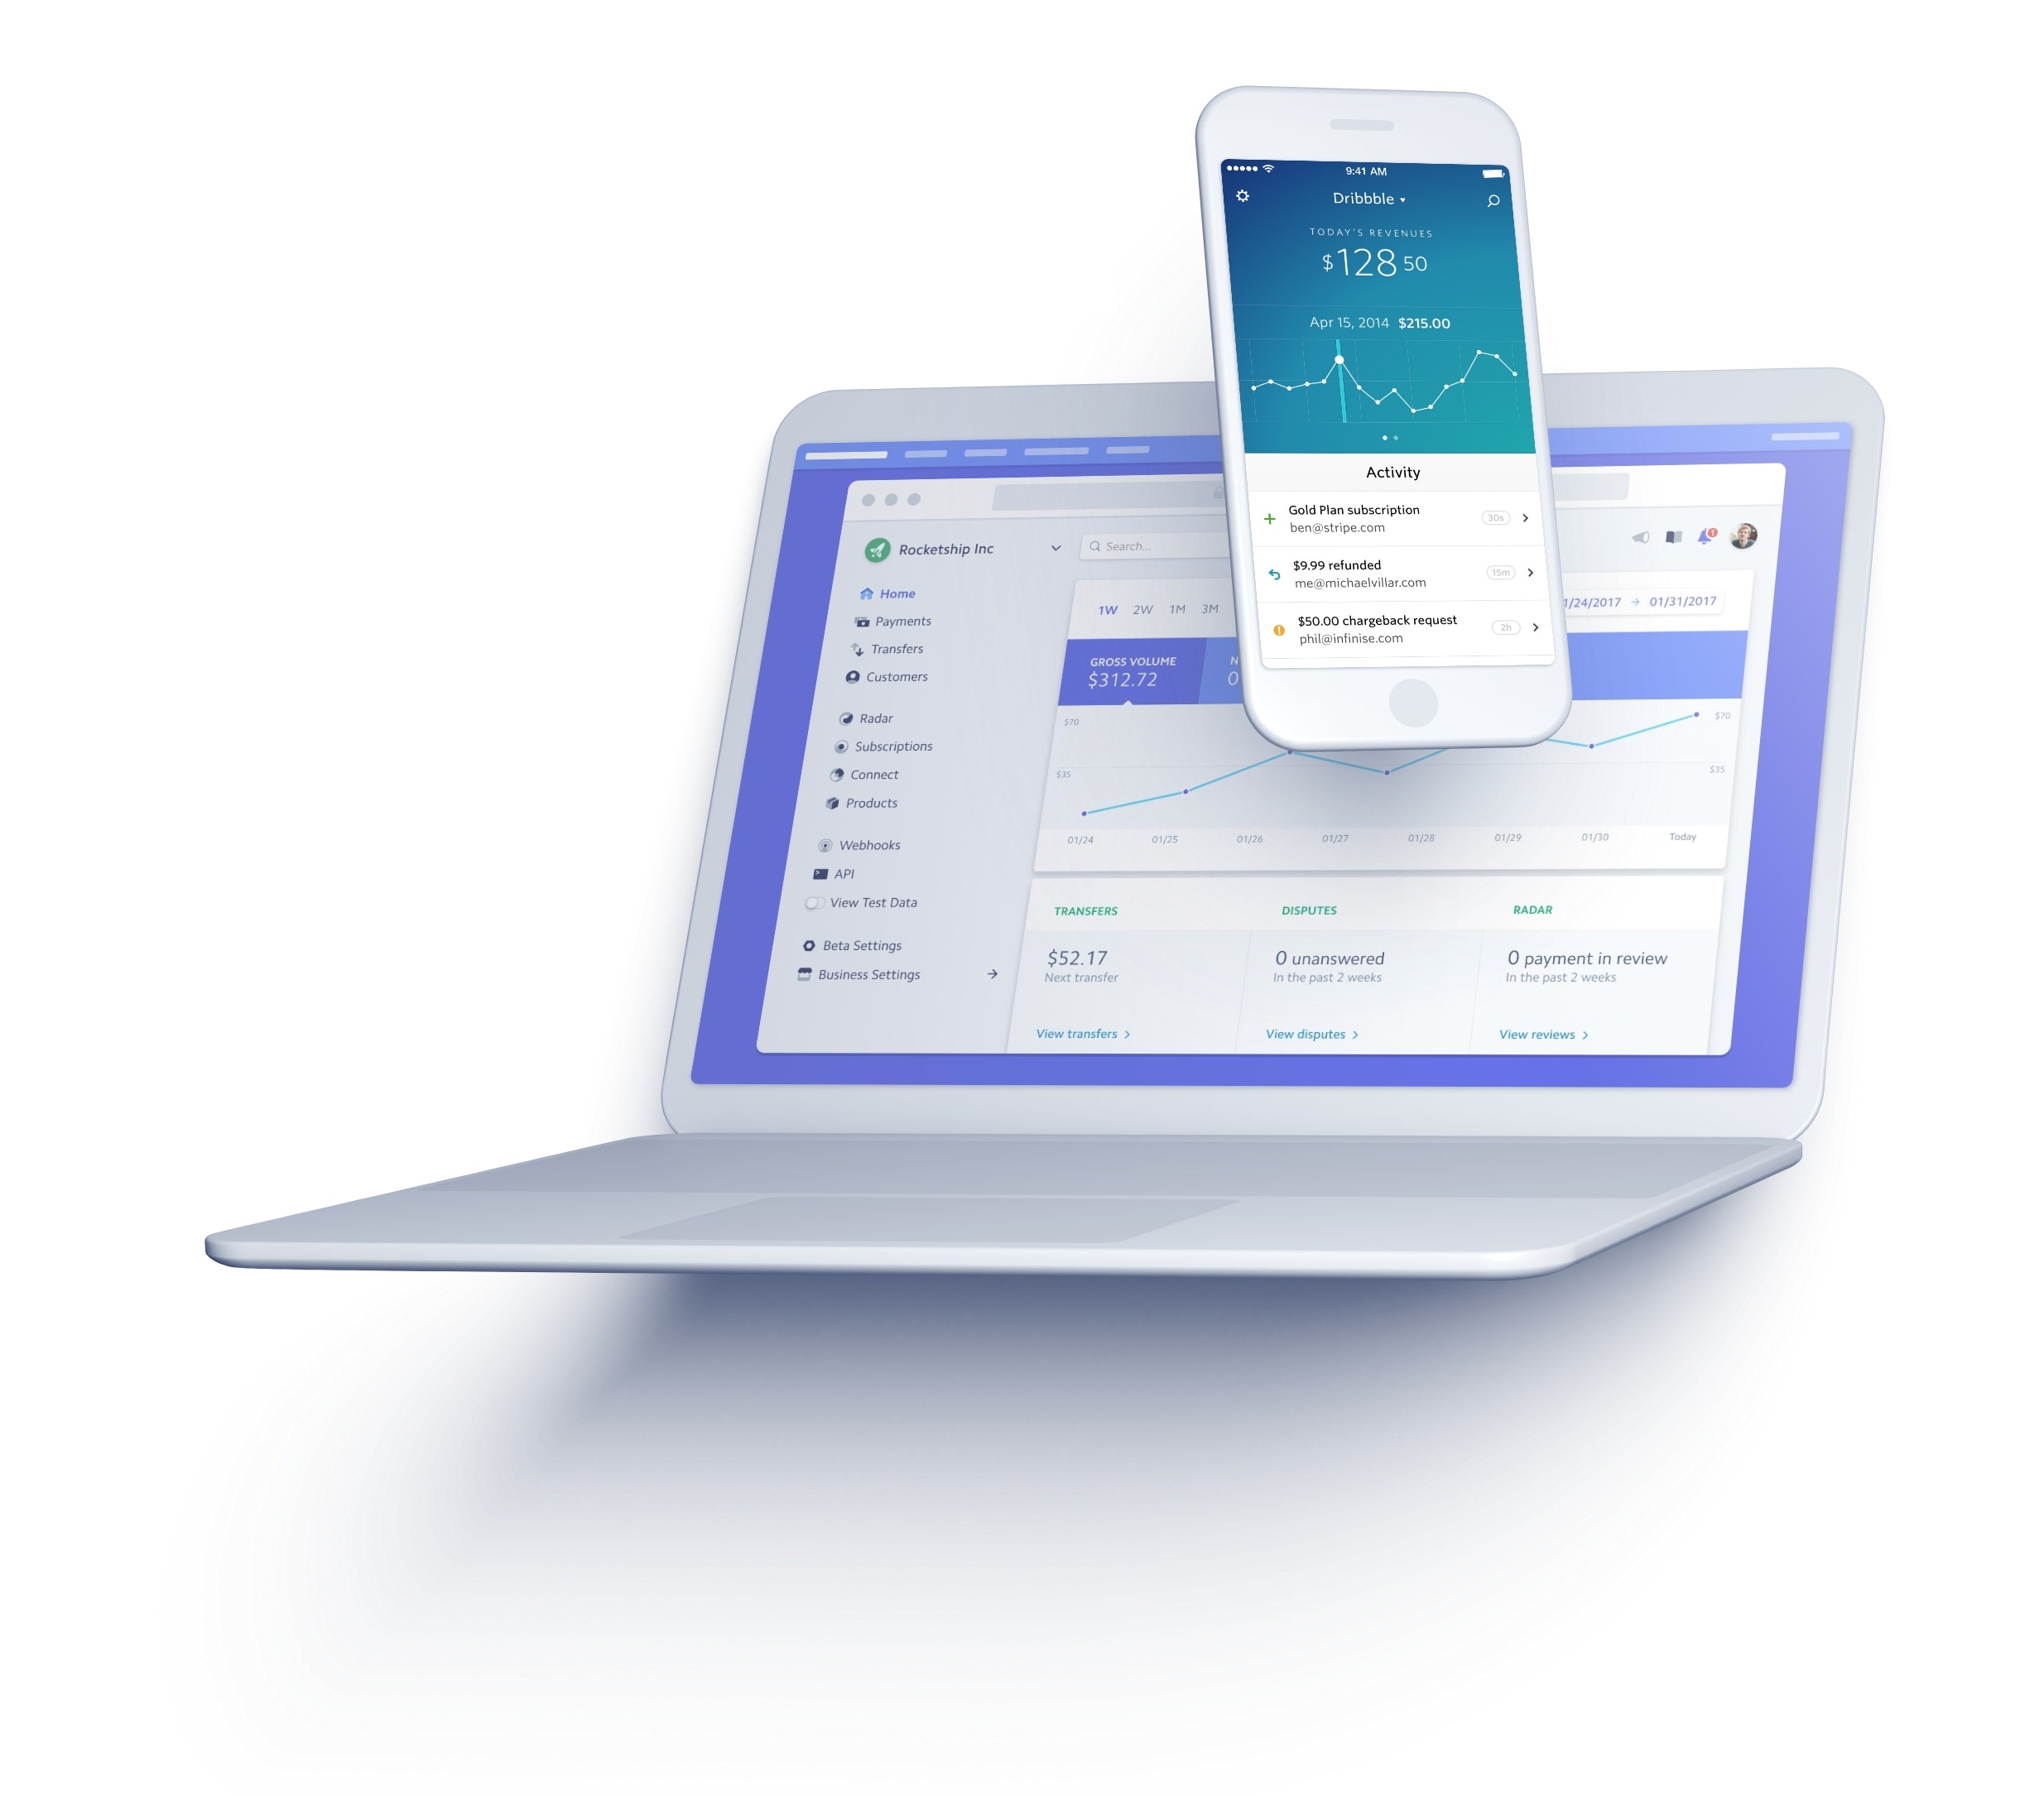 9:41 AM
Dribbble
TODAY'S REVENUES
$128 50
Apr 15, 2014 $215.00
Activity
Gold Plan subscription
ben@stripe.com
30s
$9.99 refunded
me@michaelvillar.com
15m
$50.00 chargeback request
phil@infinise.com
2h
Rocketship Inc
Search...
1
Home
Payments
Transfers
Customers
Radar
Subscriptions
Connect
Products
Webhooks
API
View Test Data
Beta Settings
Business Settings
1W 2W 1M 3M
1/24/2017 → 01/31/2017
GROSS VOLUME
$312.72
N
0
$70
$70
$35
$35
01/24 01/25 01/26 01/27 01/28 01/29 01/30 Today
TRANSFERS
$52.17
Next transfer
View transfers
DISPUTES
0 unanswered
In the past 2 weeks
View disputes
RADAR
0 payment in review
In the past 2 weeks
View reviews